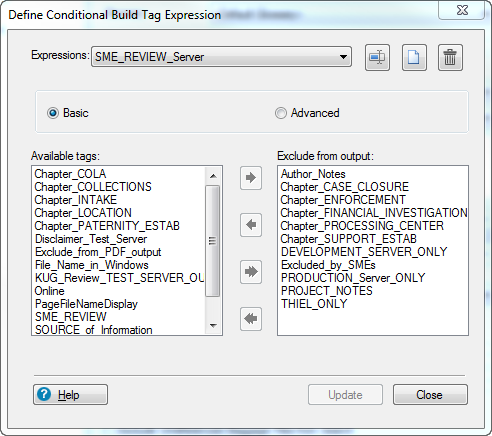 Define Conditional Build Tag Expression
Expressions: SME_REVIEW_Server
Basic Advanced
Available tags:
Chapter_COLA
Chapter_COLLECTIONS
Chapter_INTAKE
Chapter_LOCATION
Chapter_PATERNITY_ESTAB
Disclaimer_Test_Server
Exclude_from_PDF_output
File_Name_in_Windows
KUG_Review_TEST_SERVER_OU
Online
PageFileNameDisplay
SME_REVIEW
SOURCE_of_Information
Exclude from output:
Author_Notes
Chapter_CASE_CLOSURE
Chapter_ENFORCEMENT
Chapter_FINANCIAL_INVESTIGATION
Chapter_PROCESSING_CENTER
Chapter_SUPPORT_ESTAB
DEVELOPMENT_SERVER_ONLY
Excluded_by_SMEs
PRODUCTION_Server_ONLY
PROJECT_NOTES
THIEL_ONLY
? Help Update Close